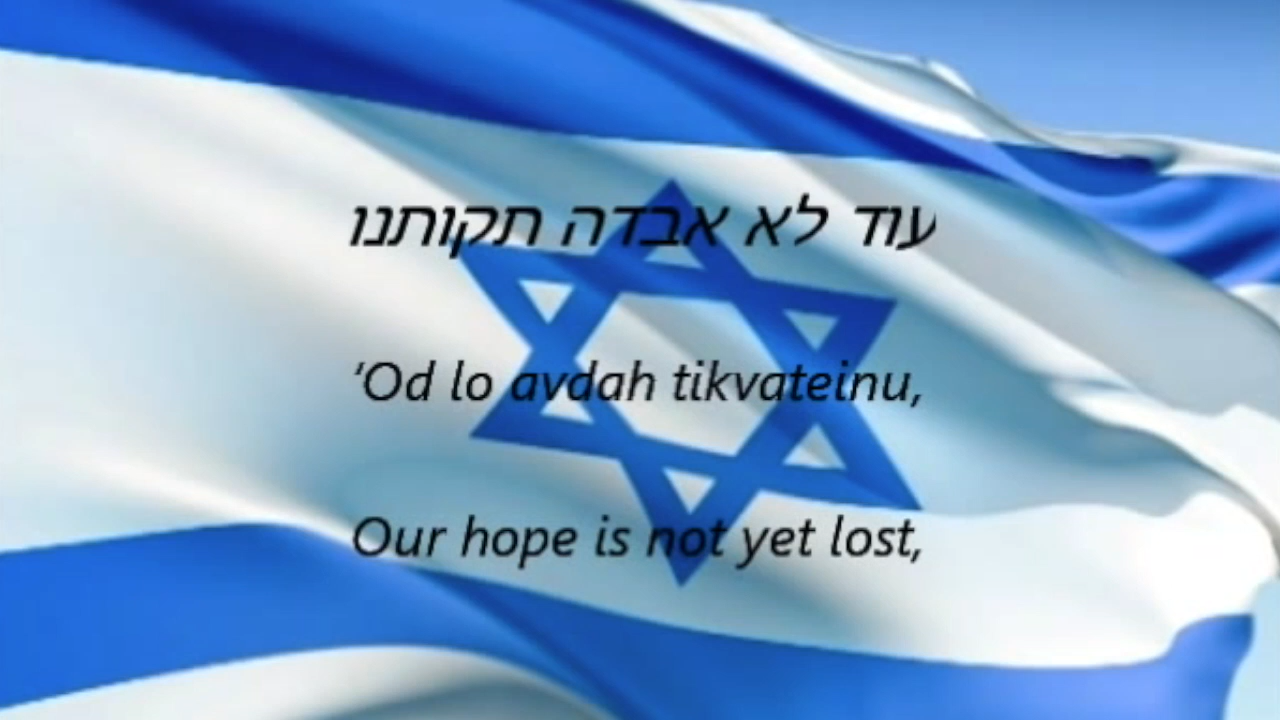 עוד לא אבדה תקותנו
‘Od lo avdah tikvateinu,
Our hope is not yet lost,